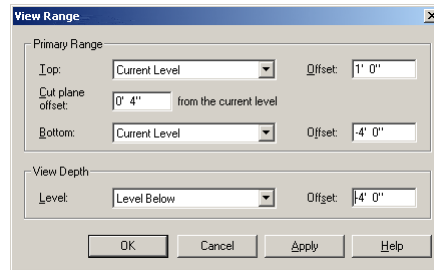 View Range
Primary Range
Top: Current Level Offset: 1' 0"
Cut plane offset: 0' 4" from the current level
Bottom: Current Level Offset: -4' 0"
View Depth
Level: Level Below Offset: -4' 0"
OK Cancel Apply Help